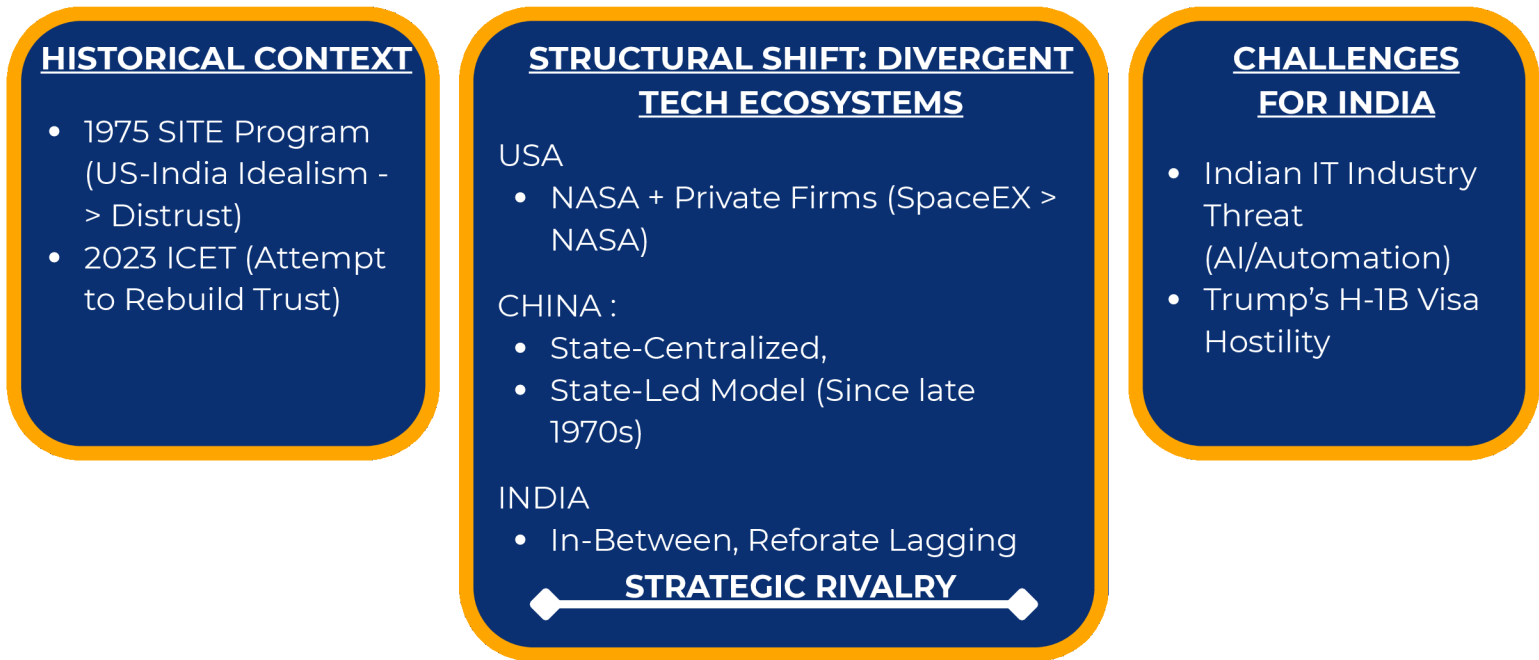 HISTORICAL CONTEXT
• 1975 SITE Program
(US-India Idealism -
> Distrust)
• 2023 ICET (Attempt
to Rebuild Trust)
STRUCTURAL SHIFT: DIVERGENT
TECH ECOSYSTEMS
USA
• NASA + Private Firms (SpaceEX >
NASA)
CHINA :
• State-Centralized,
• State-Led Model (Since late
1970s)
INDIA
• In-Between, Reforate Lagging
STRATEGIC RIVALRY
CHALLENGES
FOR INDIA
• Indian IT Industry
Threat
(AI/Automation)
• Trump’s H-1B Visa
Hostility